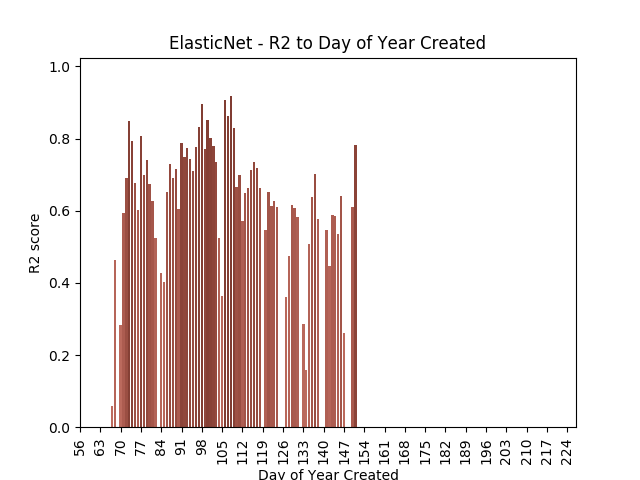 ElasticNet - R2 to Day of Year Created
R2 score
1.0
0.8
0.6
0.4
0.2
0.0
56 63 70 77 84 91 98 105 112 119 126 133 140 147 154 161 168 175 182 189 196 203 210 217 224
Day of Year Created